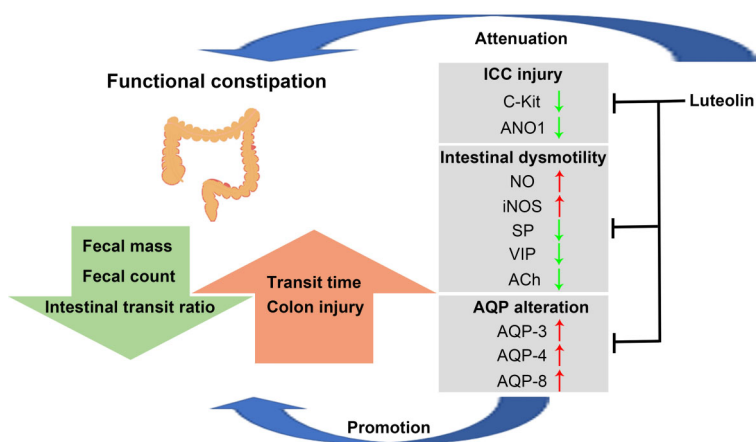 Attenuation
Functional constipation
ICC injury
C-Kit
ANO1
Luteolin
Intestinal dysmotility
NO
iNOS
SP
VIP
ACh
Fecal mass
Fecal count
Intestinal transit ratio
Transit time
Colon injury
AQP alteration
AQP-3
AQP-4
AQP-8
Promotion